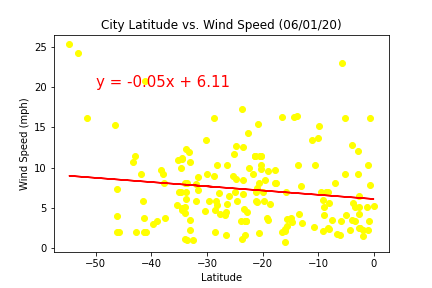 City Latitude vs. Wind Speed (06/01/20)
25
20
15
10
5
0
Wind Speed (mph)
y = -0.05x + 6.11
−50 −40 −30 −20 −10 0
Latitude